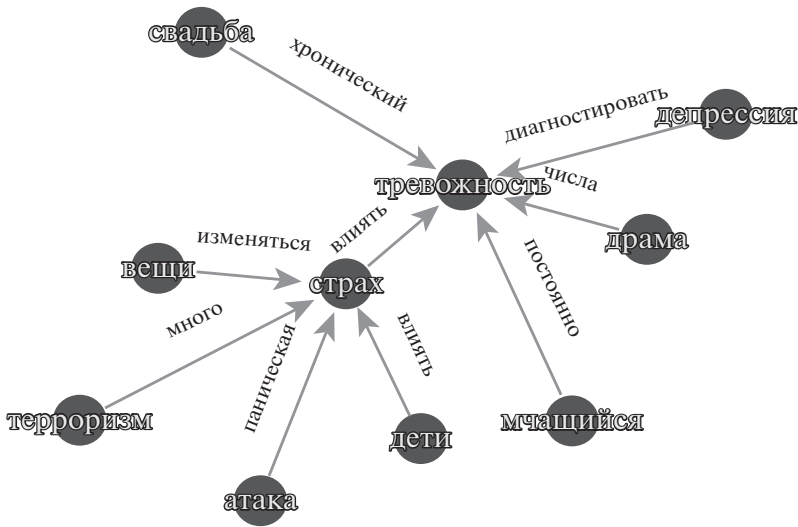 свадьба
хронический
диагностировать
депрессия
тревожность
числа
драма
изменяться
влиять
вещи
страх
постоянно
много
паническая
влиять
терроризм
дети
мчащийся
атака